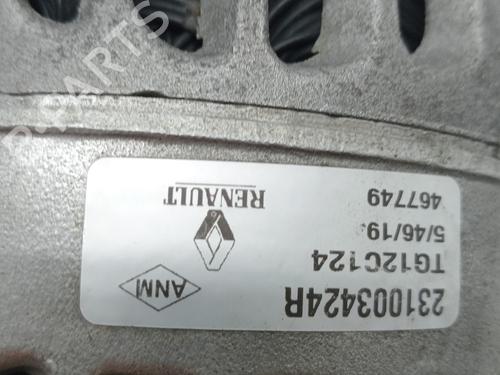 231003424R
TG12C124
5/46/19
467749
ANM
RENAULT
B-PARTS